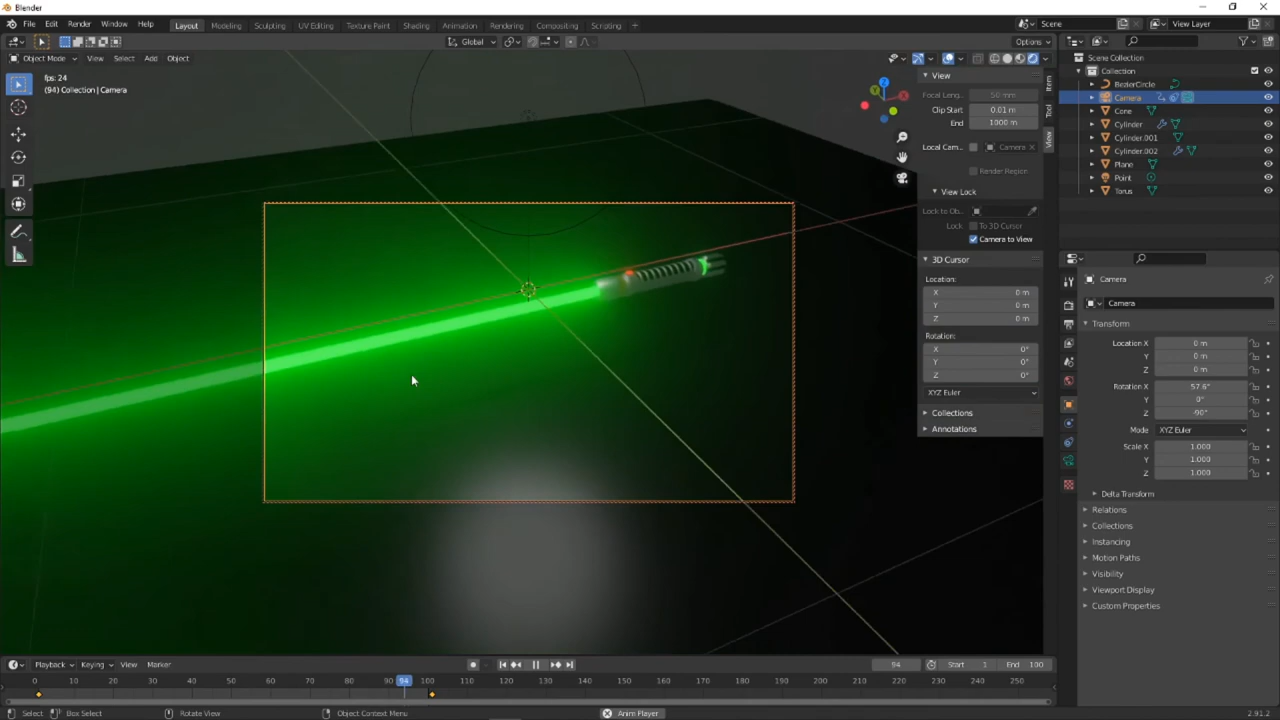 Blender
File Edit Render Window Help Layout Modeling Sculpting UV Editing Texture Paint Shading Animation Rendering Compositing Scripting + Scene View Layer
Global Options
Object Mode View Select Add Object
fps: 24
(94) Collection | Camera
Z
Y
X
View
Focal Leng... 50 mm
Clip Start 0.01 m
End 1000 m
Local Cam... Camera
Render Region
View Lock
Lock to Ob...
Lock To 3D Cursor
Camera to View
3D Cursor
Location:
X 0 m
Y 0 m
Z 0 m
Rotation:
X 0°
Y 0°
Z 0°
XYZ Euler
Collections
Annotations
Item
Tool
View
Scene Collection
Collection
BezierCircle
Camera
Cone
Cylinder
Cylinder.001
Cylinder.002
Plane
Point
Torus
Camera
Camera
Transform
Location X 0 m
Y 0 m
Z 0 m
Rotation X 57.6°
Y 0°
Z -90°
Mode XYZ Euler
Scale X 1.000
Y 1.000
Z 1.000
Delta Transform
Relations
Collections
Instancing
Motion Paths
Visibility
Viewport Display
Custom Properties
Playback Keying View Marker 94 Start 1 End 100
0 10 20 30 40 50 60 70 80 90 94 100 110 120 130 140 150 160 170 180 190 200 210 220 230 240 250
Select Box Select Rotate View Object Context Menu Anim Player 2.91.2